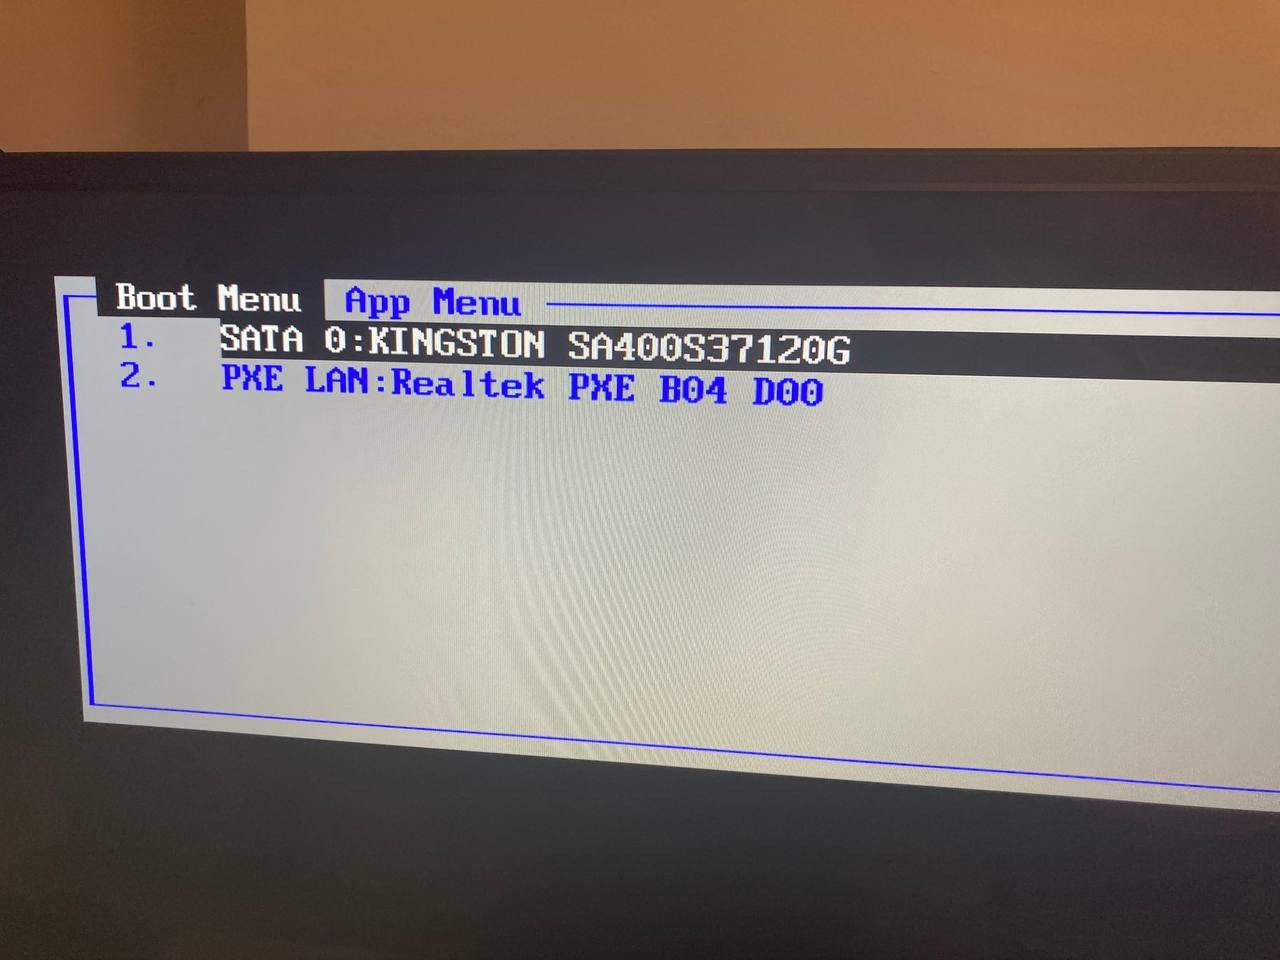 Boot Menu App Menu
1. SATA 0:KINGSTON SA400S37120G
2. PXE LAN:Realtek PXE B04 D00